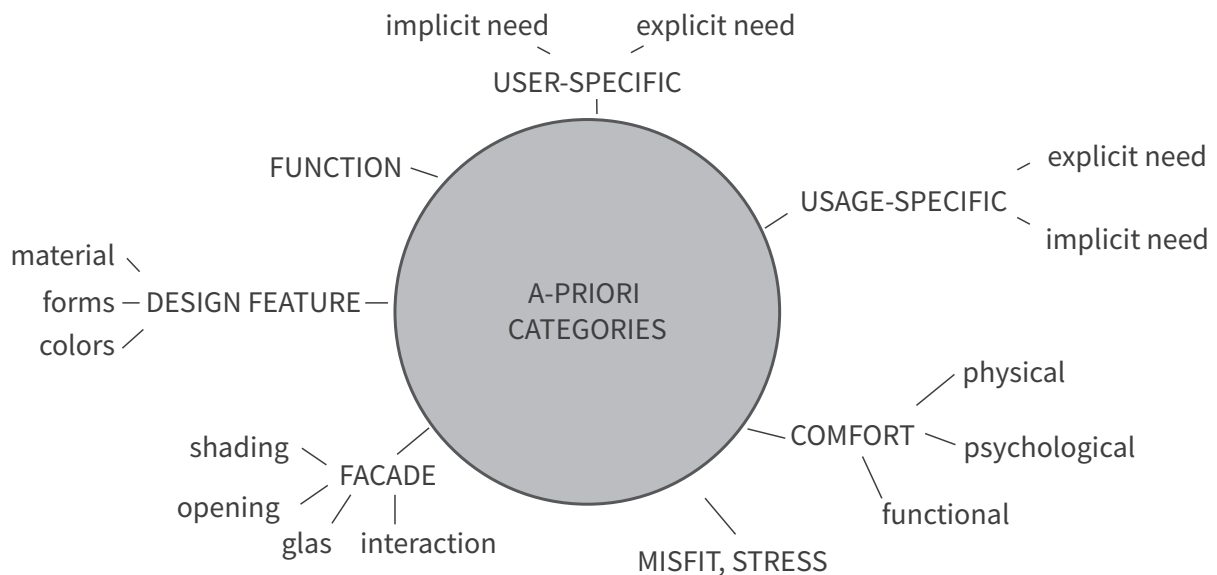 implicit need
explicit need
USER-SPECIFIC
FUNCTION
explicit need
USAGE-SPECIFIC
implicit need
material
forms
DESIGN FEATURE
colors
A-PRIORI
CATEGORIES
physical
COMFORT
psychological
functional
shading
FACADE
opening
glas
interaction
MISFIT, STRESS